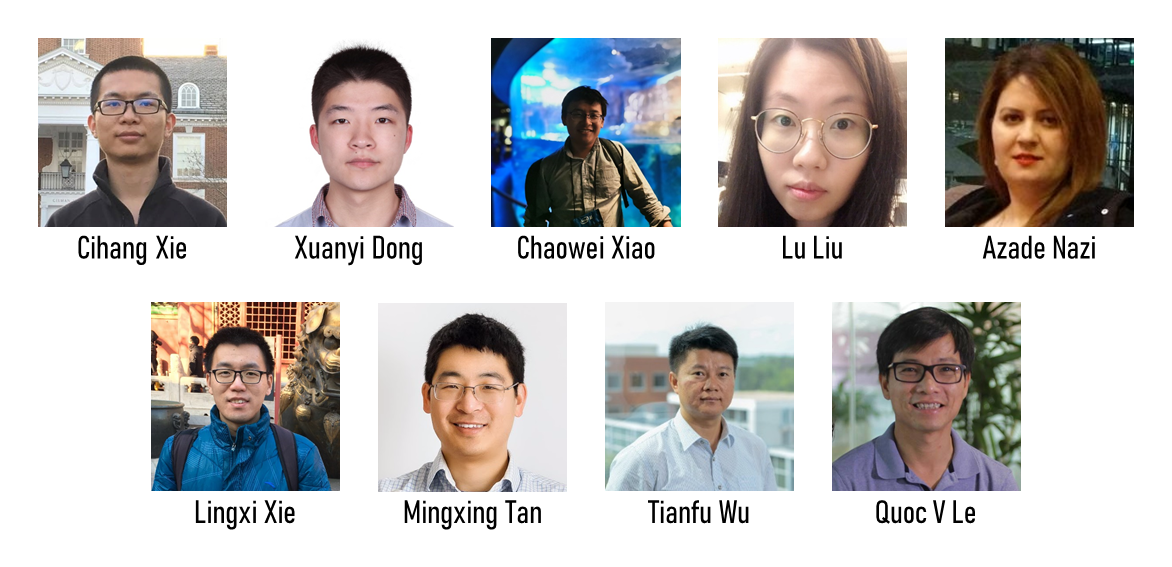 Cihang Xie
Xuanyi Dong
Chaowei Xiao
Lu Liu
Azade Nazi
Lingxi Xie
Mingxing Tan
Tianfu Wu
Quoc V Le